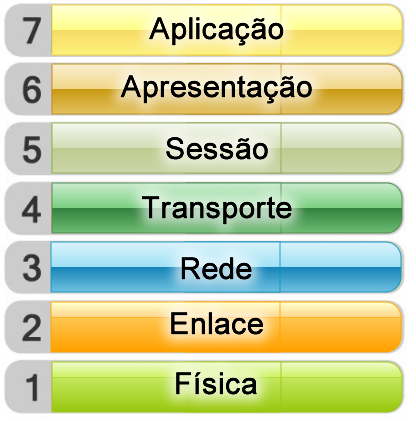 7 Aplicação
6 Apresentação
5 Sessão
4 Transporte
3 Rede
2 Enlace
1 Física